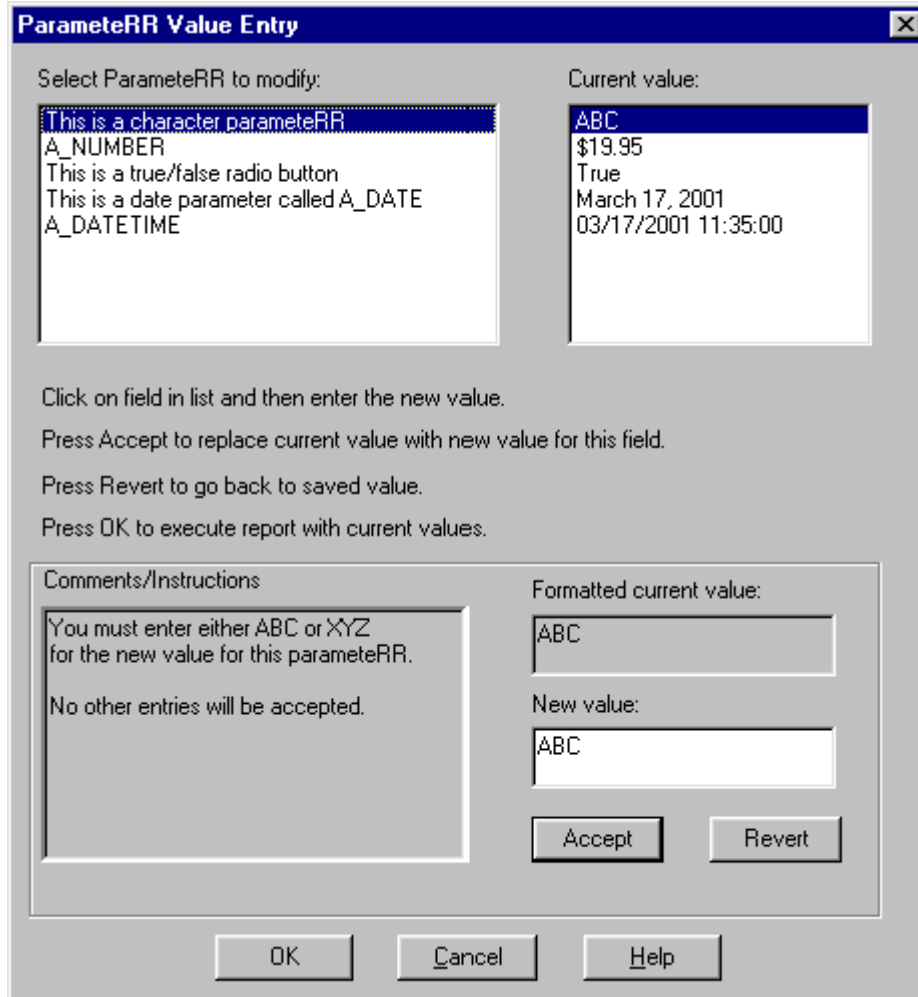 ParameteRR Value Entry
Select ParameteRR to modify:
This is a character parameteRR
A_NUMBER
This is a true/false radio button
This is a date parameter called A_DATE
A_DATETIME
Current value:
ABC
$19.95
True
March 17, 2001
03/17/2001 11:35:00
Click on field in list and then enter the new value.
Press Accept to replace current value with new value for this field.
Press Revert to go back to saved value.
Press OK to execute report with current values.
Comments/Instructions
You must enter either ABC or XYZ
for the new value for this parameteRR.
No other entries will be accepted.
Formatted current value:
ABC
New value:
ABC
Accept
Revert
OK
Cancel
Help